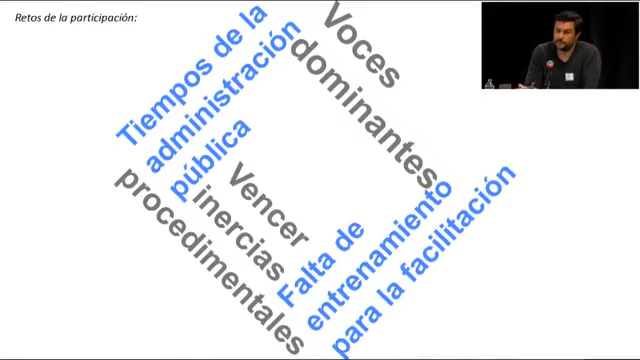 Retos de la participación:
Tiempos de la
administración
pública
Voces
dominantes
Vencer
inercias
procedimentales
Falta de
entrenamiento
para la facilitación